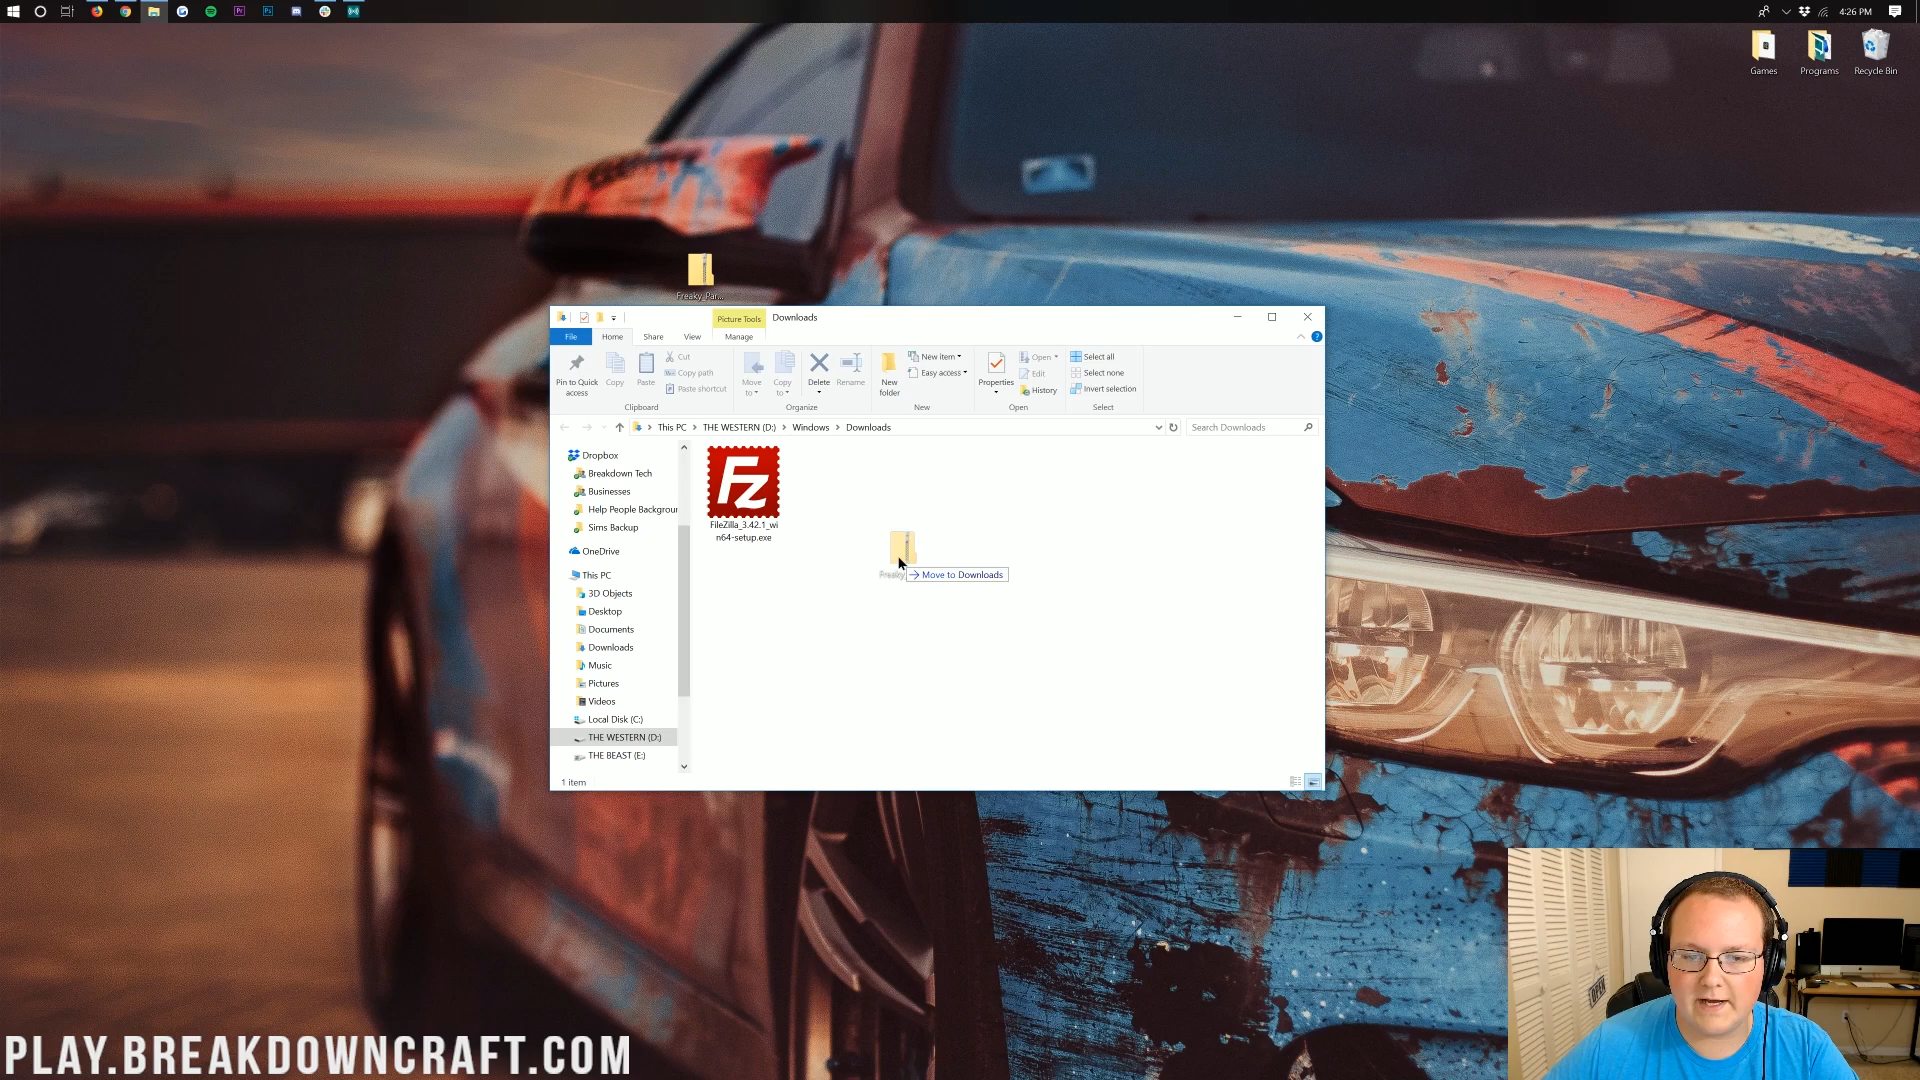 4:26 PM
Games
Programs
Recycle Bin
Freaky_Par...
Picture Tools
Downloads
File
Home
Share
View
Manage
Pin to Quick access
Copy
Paste
Cut
Copy path
Paste shortcut
Clipboard
Move to
Copy to
Delete
Rename
Organize
New folder
New item
Easy access
New
Properties
Open
Edit
History
Open
Select all
Select none
Invert selection
Select
This PC > THE WESTERN (D:) > Windows > Downloads
Search Downloads
Dropbox
Breakdown Tech
Businesses
Help People Backgrour
Sims Backup
OneDrive
This PC
3D Objects
Desktop
Documents
Downloads
Music
Pictures
Videos
Local Disk (C:)
THE WESTERN (D:)
THE BEAST (E:)
Fz
FileZilla_3.42.1_wi
n64-setup.exe
Freaky
Move to Downloads
1 item
OPEN
PLAY.BREAKDOWNCRAFT.COM